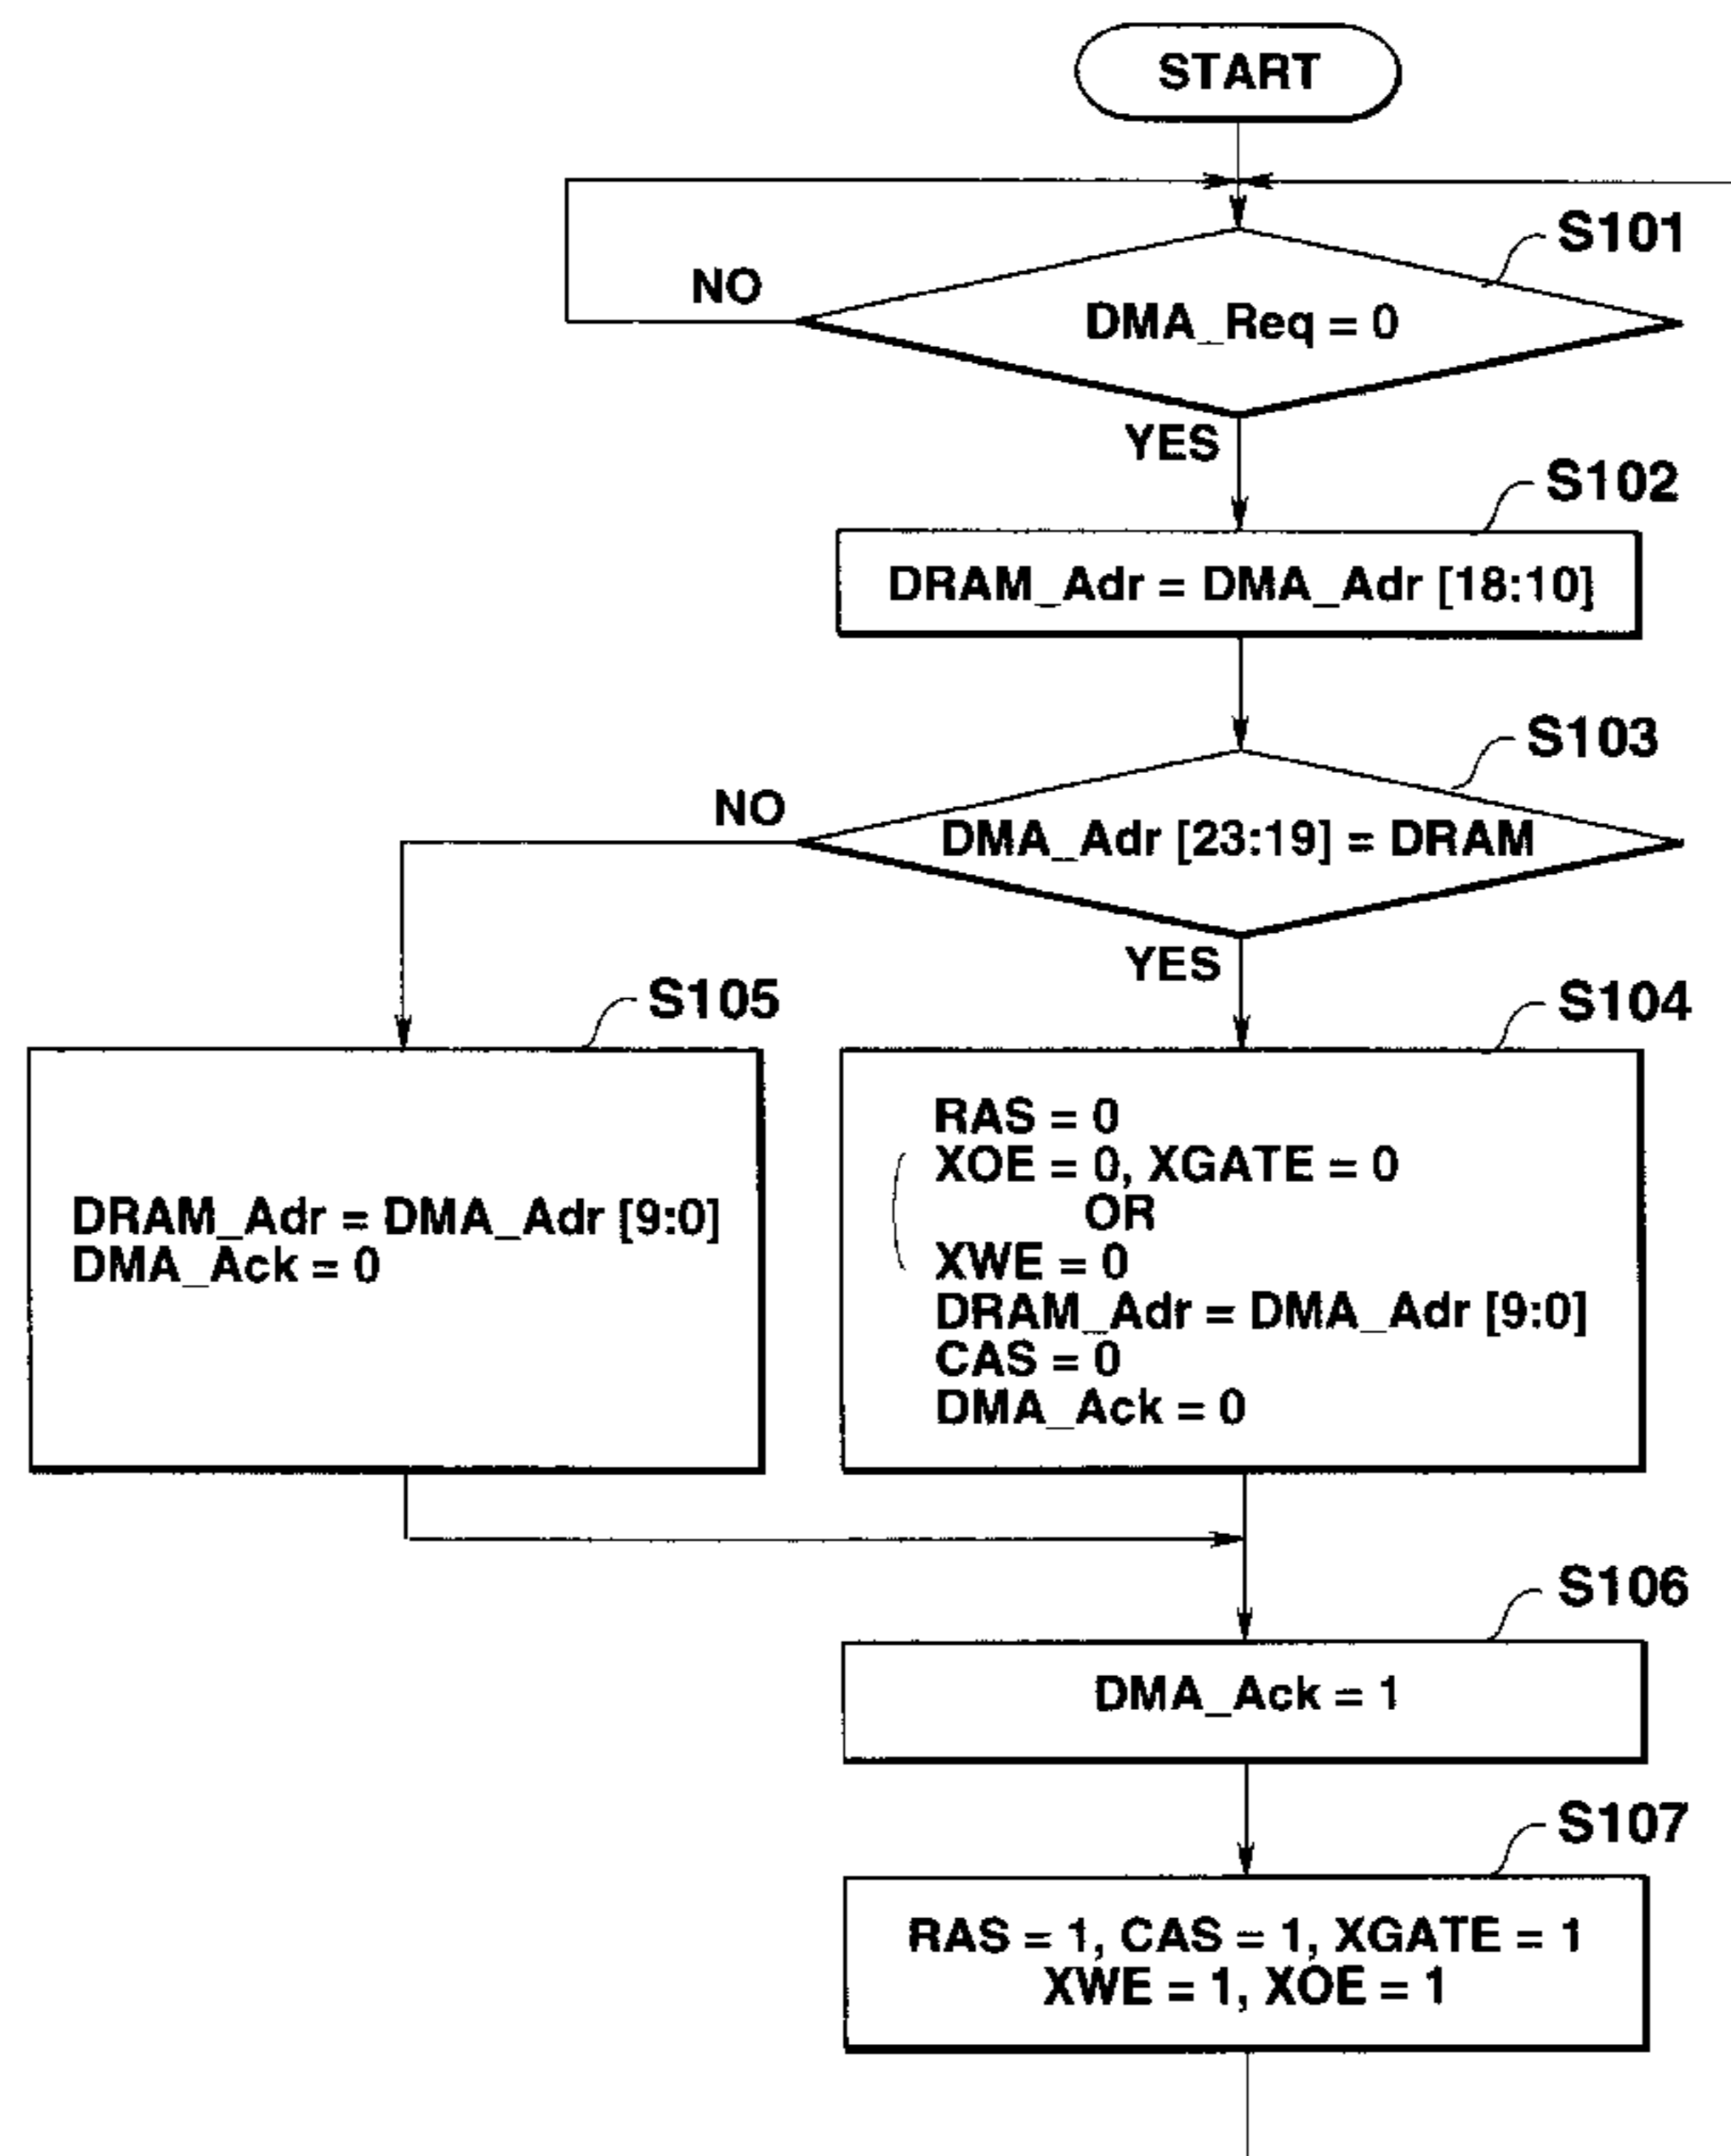 START
S101
NO
DMA_Req = 0
YES
S102
DRAM_Adr = DMA_Adr [18:10]
S103
NO
DMA_Adr [23:19] = DRAM
YES
S105
S104
DRAM_Adr = DMA_Adr [9:0]
DMA_Ack = 0
RAS = 0
XOE = 0, XGATE = 0
OR
XWE = 0
DRAM_Adr = DMA_Adr [9:0]
CAS = 0
DMA_Ack = 0
S106
DMA_Ack = 1
S107
RAS = 1, CAS = 1, XGATE = 1
XWE = 1, XOE = 1